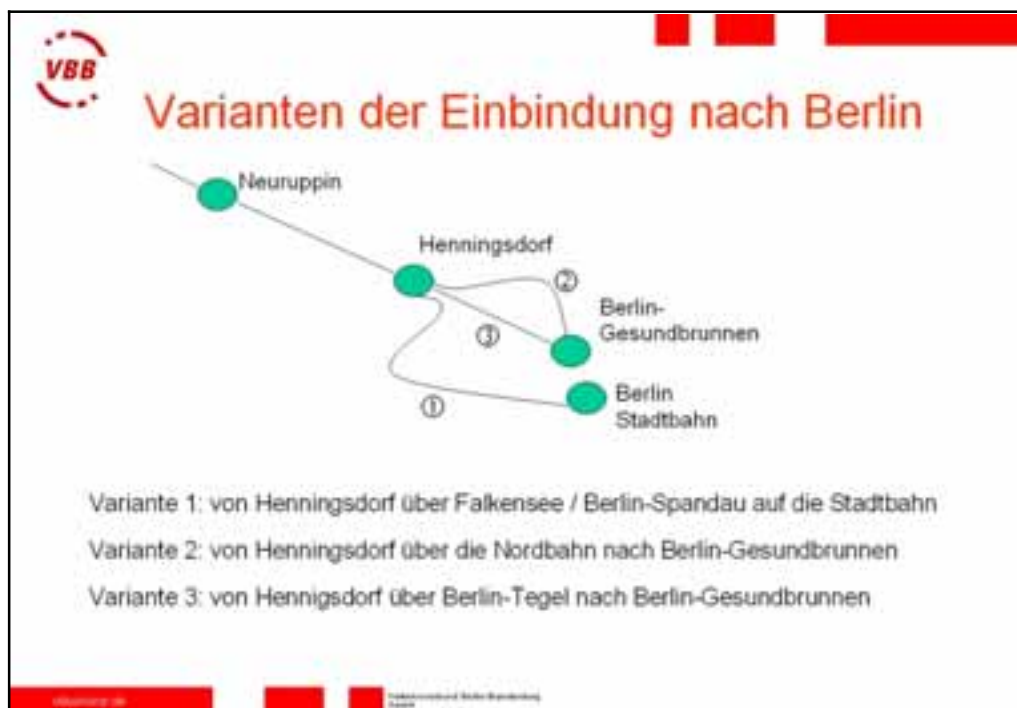 VBB
Varianten der Einbindung nach Berlin
Neuruppin
Henningsdorf
②
Berlin-
Gesundbrunnen
③
Berlin
Stadtbahn
①
Variante 1: von Henningsdorf über Falkensee / Berlin-Spandau auf die Stadtbahn
Variante 2: von Henningsdorf über die Nordbahn nach Berlin-Gesundbrunnen
Variante 3: von Hennigsdorf über Berlin-Tegel nach Berlin-Gesundbrunnen